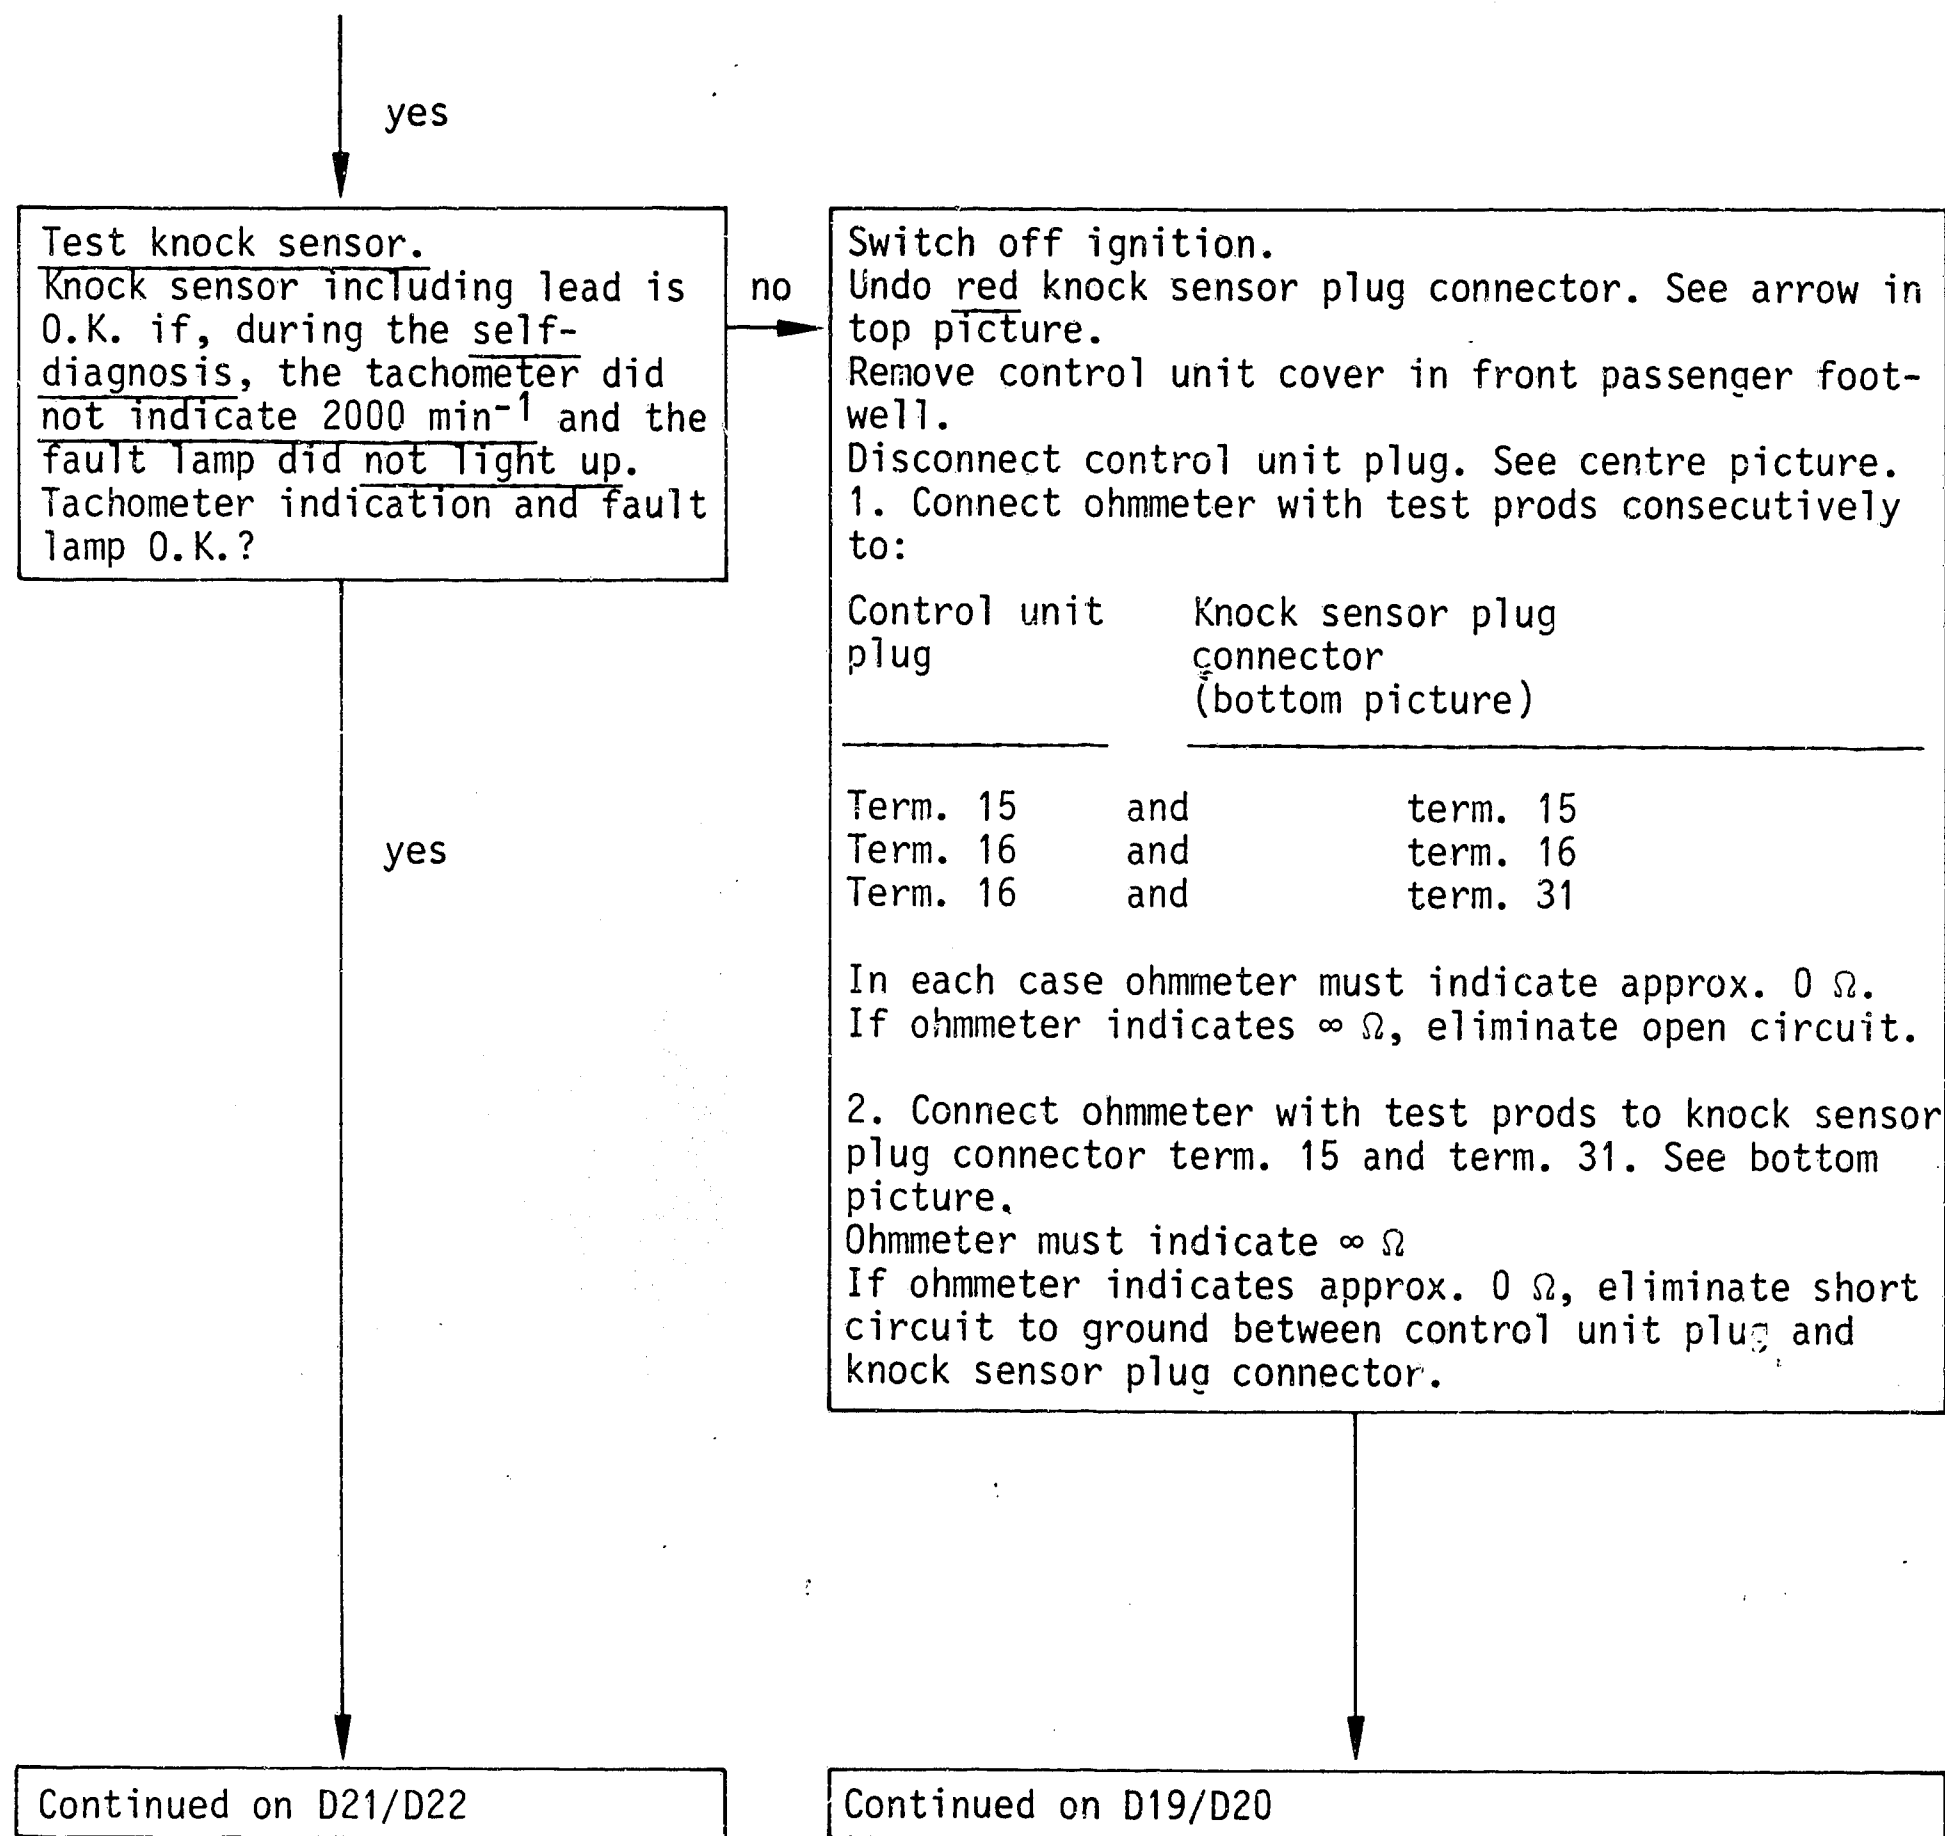 yes
Test knock sensor.
Knock sensor including lead is
O.K. if, during the self-
diagnosis, the tachometer did
not indicate 2000 min⁻¹ and the
fault lamp did not light up.
Tachometer indication and fault
lamp O.K.?
no
Switch off ignition.
Undo red knock sensor plug connector. See arrow in
top picture.
Remove control unit cover in front passenger foot-
well.
Disconnect control unit plug. See centre picture.
1. Connect ohmmeter with test prods consecutively
to:
Control unit Knock sensor plug
plug connector
(bottom picture)
Term. 15 and term. 15
Term. 16 and term. 16
Term. 16 and term. 31
In each case ohmmeter must indicate approx. 0 Ω.
If ohmmeter indicates ∞ Ω, eliminate open circuit.
2. Connect ohmmeter with test prods to knock sensor
plug connector term. 15 and term. 31. See bottom
picture.
Ohmmeter must indicate ∞ Ω
If ohmmeter indicates approx. 0 Ω, eliminate short
circuit to ground between control unit plug and
knock sensor plug connector.
yes
Continued on D21/D22
Continued on D19/D20